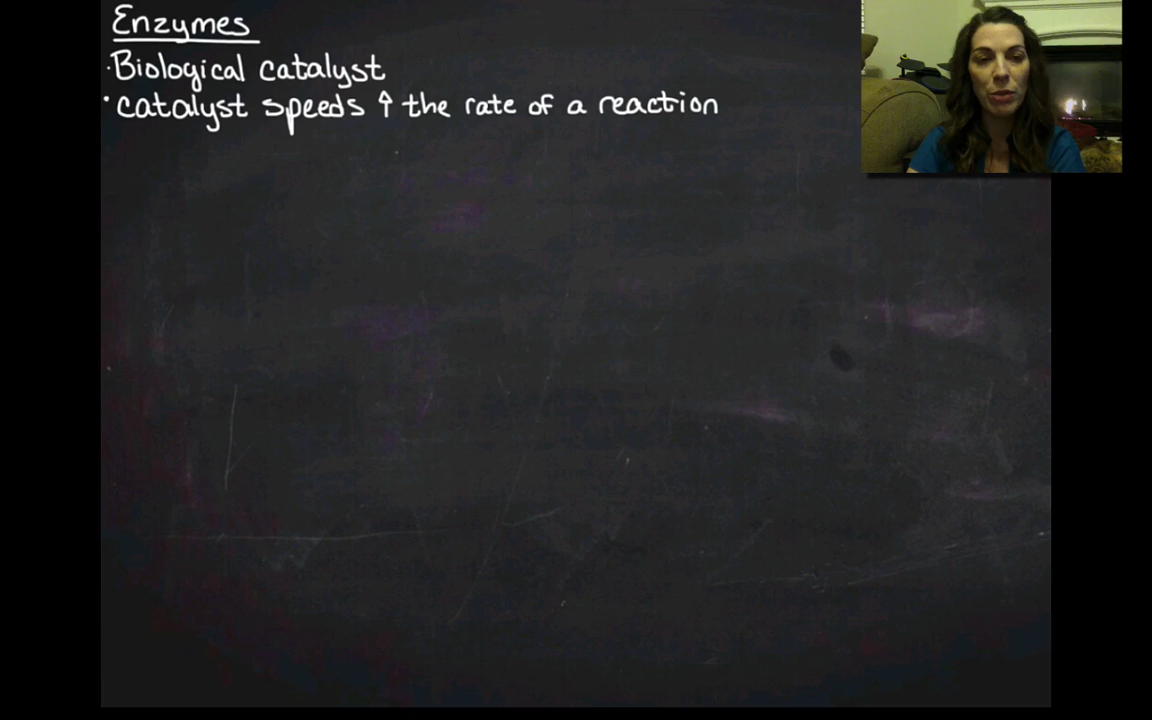 Enzymes
·Biological catalyst
·catalyst speeds ↑ the rate of a reaction